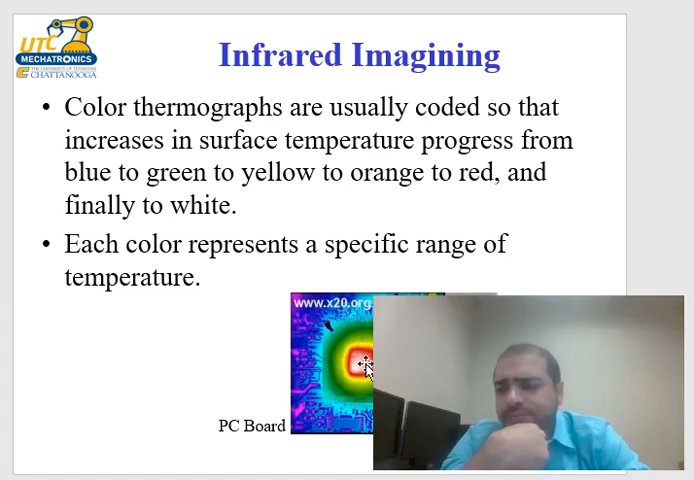 UTC
MECHATRONICS
THE UNIVERSITY OF TENNESSEE
CHATTANOOGA
Infrared Imagining
• Color thermographs are usually coded so that
increases in surface temperature progress from
blue to green to yellow to orange to red, and
finally to white.
• Each color represents a specific range of
temperature.
www.x20.org
PC Board